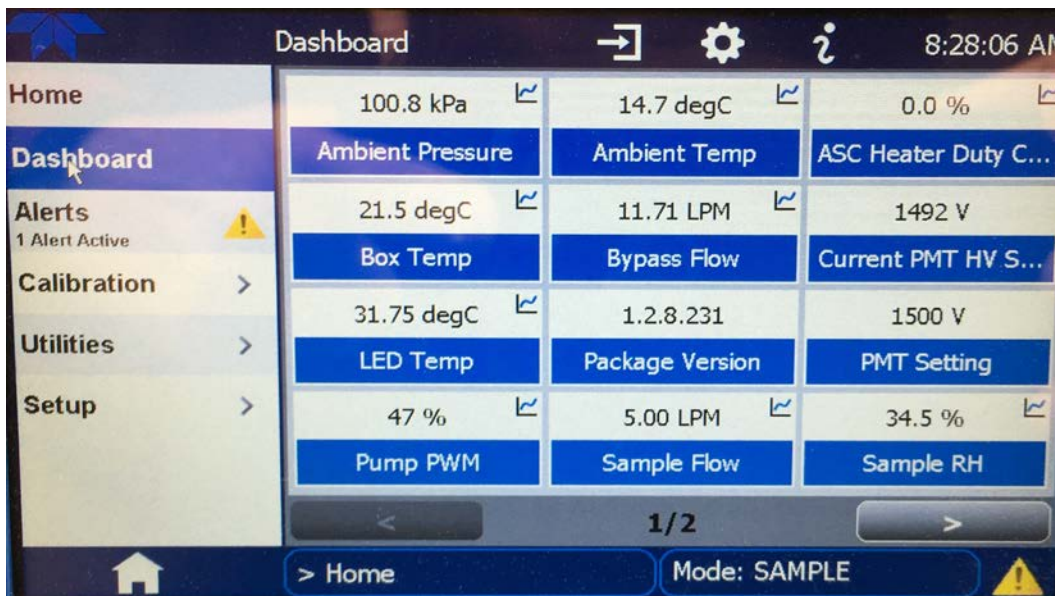 Dashboard
8:28:06 AM
Home
Dashboard
Alerts
1 Alert Active
Calibration
Utilities
Setup
100.8 kPa
Ambient Pressure
14.7 degC
Ambient Temp
0.0 %
ASC Heater Duty C...
21.5 degC
Box Temp
11.71 LPM
Bypass Flow
1492 V
Current PMT HV S...
31.75 degC
LED Temp
1.2.8.231
Package Version
1500 V
PMT Setting
47 %
Pump PWM
5.00 LPM
Sample Flow
34.5 %
Sample RH
<
1/2
>
> Home
Mode: SAMPLE